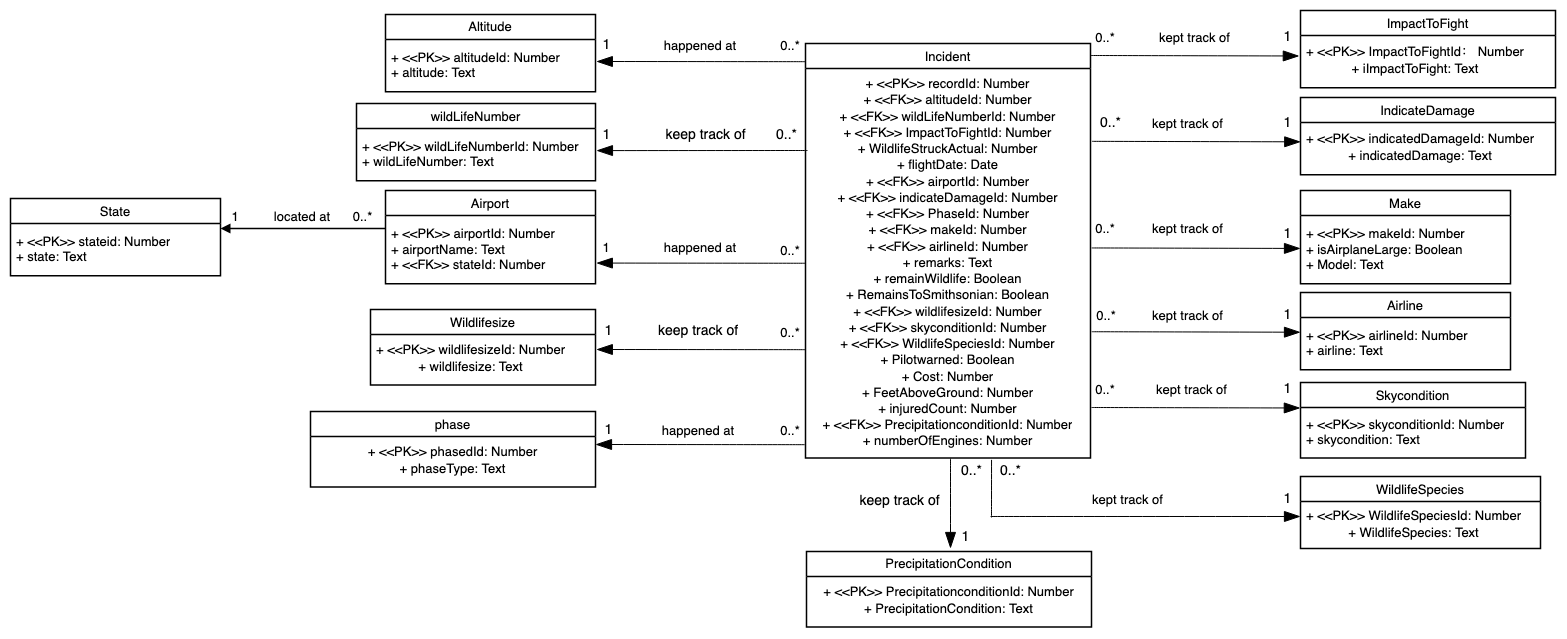 Altitude
+ <<PK>> altitudeId: Number
+ altitude: Text
1
happened at
0..*
wildLifeNumber
+ <<PK>> wildLifeNumberId: Number
+ wildLifeNumber: Text
1
keep track of
0..*
State
+ <<PK>> stateid: Number
+ state: Text
1
located at
0..*
Airport
+ <<PK>> airportId: Number
+ airportName: Text
+ <<FK>> stateId: Number
1
happened at
0..*
Wildlifesize
+ <<PK>> wildlifesizeId: Number
+ wildlifesize: Text
1
keep track of
0..*
phase
+ <<PK>> phasedId: Number
+ phaseType: Text
1
happened at
0..*
Incident
+ <<PK>> recordId: Number
+ <<FK>> altitudeId: Number
+ <<FK>> wildLifeNumberId: Number
+ <<FK>> ImpactToFightId: Number
+ WildlifeStruckActual: Number
+ flightDate: Date
+ <<FK>> airportId: Number
+ <<FK>> indicateDamageId: Number
+ <<FK>> PhaseId: Number
+ <<FK>> makeId: Number
+ <<FK>> airlineId: Number
+ remarks: Text
+ remainWildlife: Boolean
+ RemainsToSmithsonian: Boolean
+ <<FK>> wildlifesizeId: Number
+ <<FK>> skyconditionId: Number
+ <<FK>> WildlifeSpeciesId: Number
+ Pilotwarned: Boolean
+ Cost: Number
+ FeetAboveGround: Number
+ injuredCount: Number
+ <<FK>> PrecipitationconditionId: Number
+ numberOfEngines: Number
0..*
kept track of
1
ImpactToFight
+ <<PK>> ImpactToFightId： Number
+ iImpactToFight: Text
0..*
kept track of
1
IndicateDamage
+ <<PK>> indicatedDamageId: Number
+ indicatedDamage: Text
kept track of
1
Make
+ <<PK>> makeId: Number
+ isAirplaneLarge: Boolean
+ Model: Text
0..*
kept track of
1
Airline
+ <<PK>> airlineId: Number
+ airline: Text
0..*
kept track of
1
Skycondition
+ <<PK>> skyconditionId: Number
+ skycondition: Text
0..*
0..*
keep track of
kept track of
1
WildlifeSpecies
+ <<PK>> WildlifeSpeciesId: Number
+ WildlifeSpecies: Text
1
PrecipitationCondition
+ <<PK>> PrecipitationconditionId: Number
+ PrecipitationCondition: Text